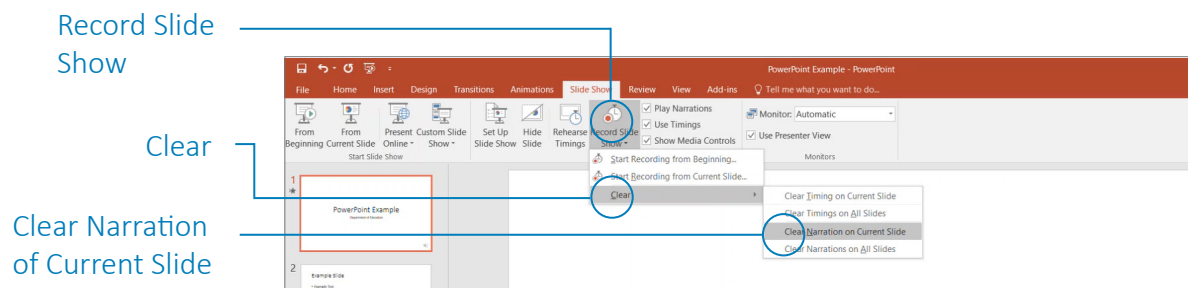 Record Slide
Show
Clear
Clear Narration
of Current Slide
PowerPoint Example - PowerPoint
File Home Insert Design Transitions Animations Slide Show Review View Add-ins Tell me what you want to do...
From Beginning
From Current Slide
Present Online
Custom Slide Show
Set Up Slide Show
Hide Slide
Rehearse Timings
Record Slide Show
Play Narrations
Use Timings
Show Media Controls
Monitor: Automatic
Use Presenter View
Start Slide Show
Monitors
Start Recording from Beginning...
Start Recording from Current Slide...
Clear
Clear Timing on Current Slide
Clear Timings on All Slides
Clear Narration on Current Slide
Clear Narrations on All Slides
1
PowerPoint Example
Department of Education
2
Example Slide
• Example Text